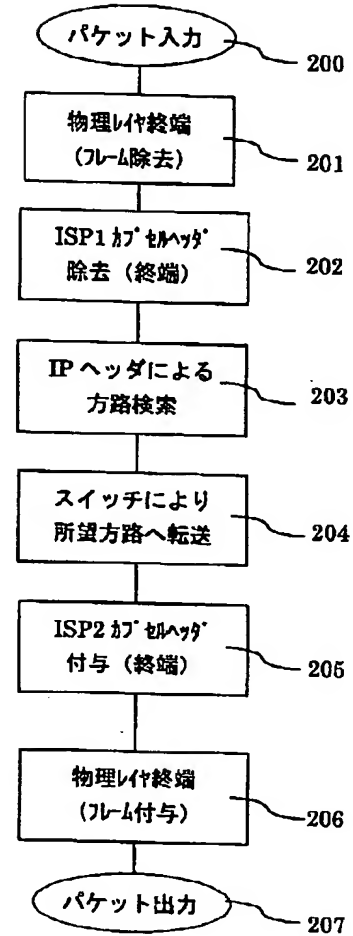 パケット入力
200
物理ﾚｲﾔ終端
(ﾌﾚｰﾑ除去)
201
ISP1 ｶﾌﾟｾﾙﾍｯﾀﾞ
除去 (終端)
202
IP ヘッダによる
方路検索
203
スイッチにより
所望方路へ転送
204
ISP2 ｶﾌﾟｾﾙﾍｯﾀﾞ
付与 (終端)
205
物理ﾚｲﾔ終端
(ﾌﾚｰﾑ付与)
206
パケット出力
207